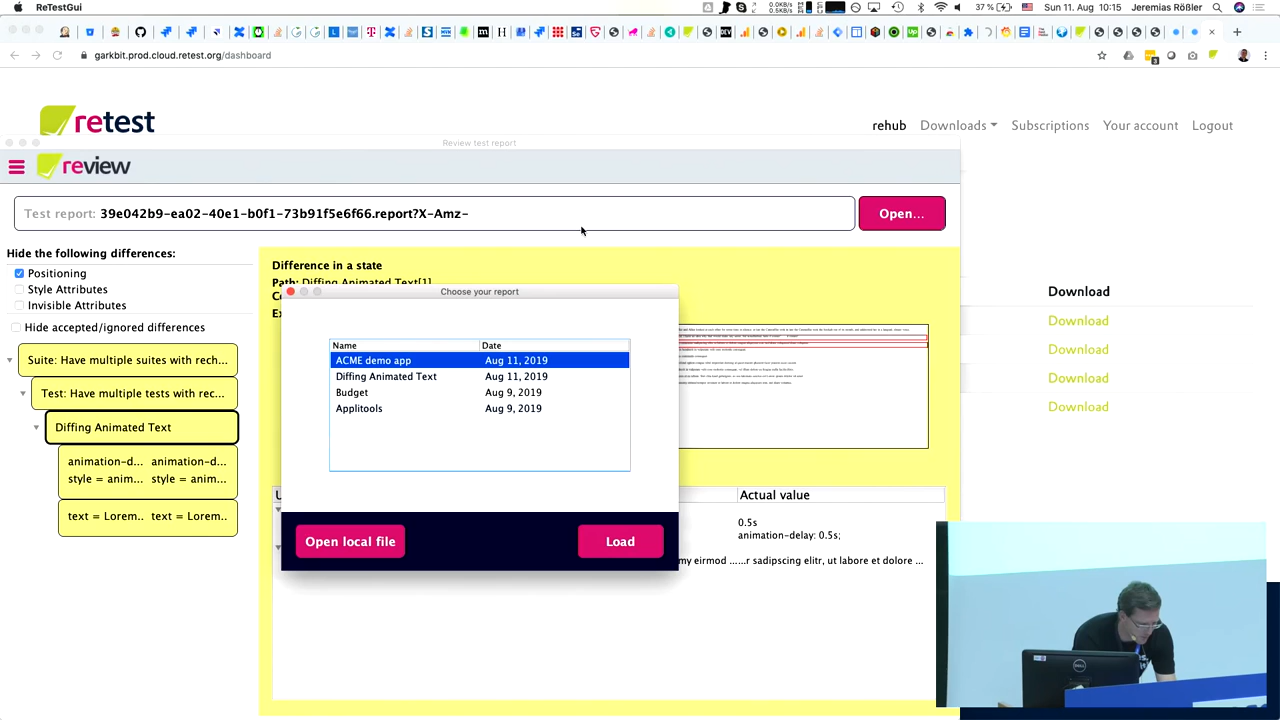 ReTestGui
0.0KB/s
0.5KB/s
37 %
Sun 11. Aug 10:15
Jeremias Rößler
garkbit.prod.cloud.retest.org/dashboard
retest
rehub
Downloads
Subscriptions
Your account
Logout
Review test report
review
Test report: 39e042b9-ea02-40e1-b0f1-73b91f5e6f66.report?X-Amz-
Open...
Hide the following differences:
Positioning
Style Attributes
Invisible Attributes
Hide accepted/ignored differences
Suite: Have multiple suites with rech...
Test: Have multiple tests with rec...
Diffing Animated Text
animation-d... animation-d...
style = anim... style = anim...
text = Lorem.. text = Lorem..
Difference in a state
Path: Diffing Animated Text[1]
Choose your report
Name Date
ACME demo app Aug 11, 2019
Diffing Animated Text Aug 11, 2019
Budget Aug 9, 2019
Applitools Aug 9, 2019
Open local file
Load
Actual value
0.5s
animation-delay: 0.5s;
my eirmod ...
...r sadipscing elitr, ut labore et dolore ...
Download
Download
Download
Download
Download
DELL